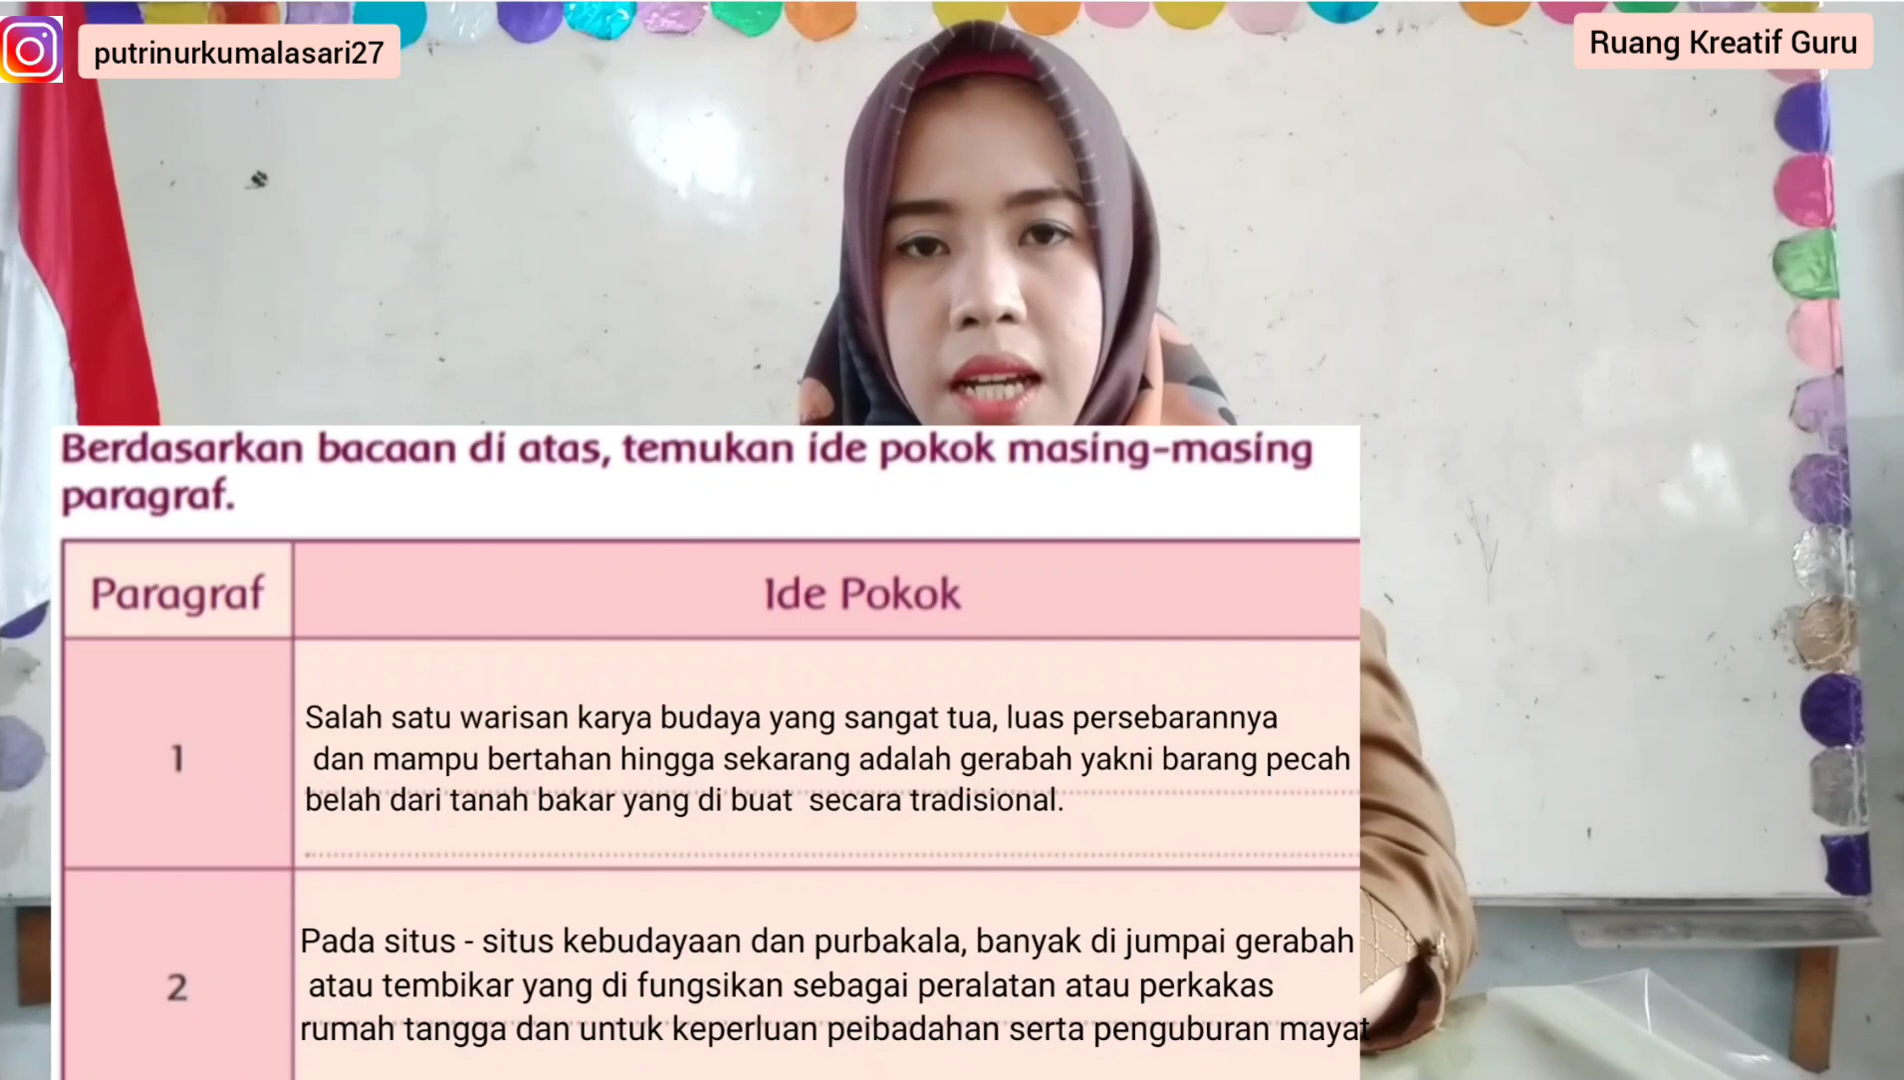 putrinurkumalasari27
Ruang Kreatif Guru
Berdasarkan bacaan di atas, temukan ide pokok masing-masing
paragraf.
Paragraf
Ide Pokok
1
Salah satu warisan karya budaya yang sangat tua, luas persebarannya
dan mampu bertahan hingga sekarang adalah gerabah yakni barang pecah
belah dari tanah bakar yang di buat secara tradisional.
2
Pada situs - situs kebudayaan dan purbakala, banyak di jumpai gerabah
atau tembikar yang di fungsikan sebagai peralatan atau perkakas
rumah tangga dan untuk keperluan peibadahan serta penguburan mayat